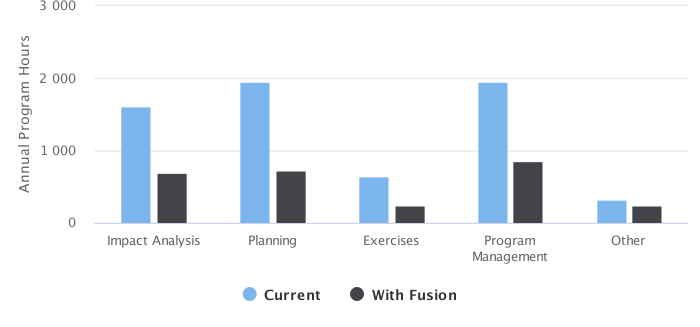 3 000
2 000
1 000
0
Annual Program Hours
Impact Analysis
Planning
Exercises
Program
Management
Other
Current
With Fusion